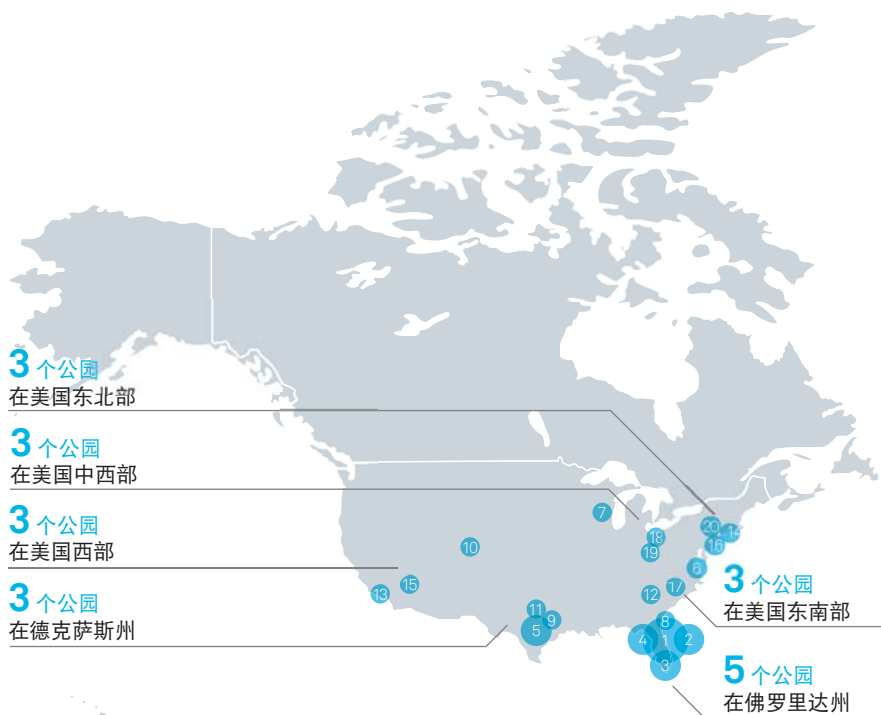 3 个公园
在美国东北部
3 个公园
在美国中西部
3 个公园
在美国西部
3 个公园
在德克萨斯州
3 个公园
在美国东南部
5 个公园
在佛罗里达州
7
20
14
18
16
19
10
6
15
13
12
17
11
9
5
8
4
1
2
3